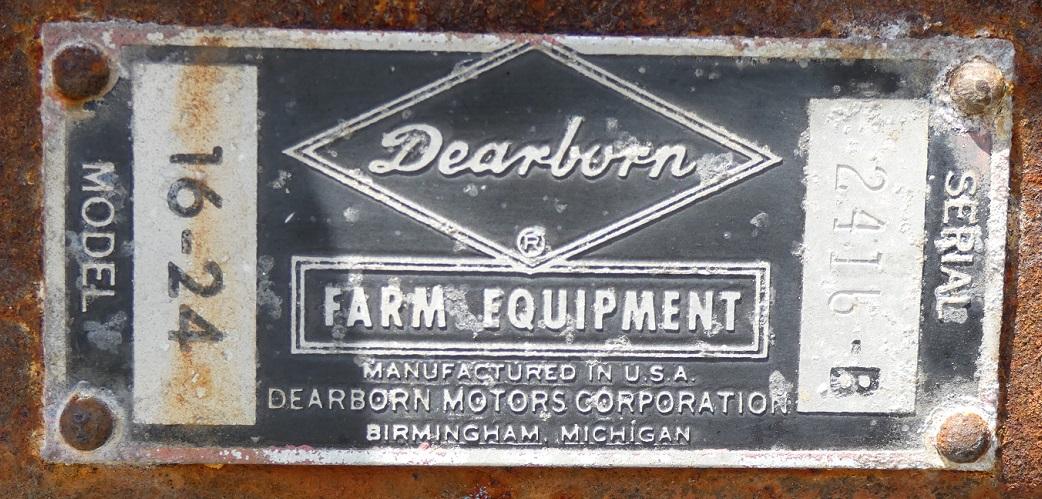 MODEL
16-24
Dearborn
®
FARM EQUIPMENT
MANUFACTURED IN U.S.A.
DEARBORN MOTORS CORPORATION
BIRMINGHAM, MICHIGAN
SERIAL
-2416-B